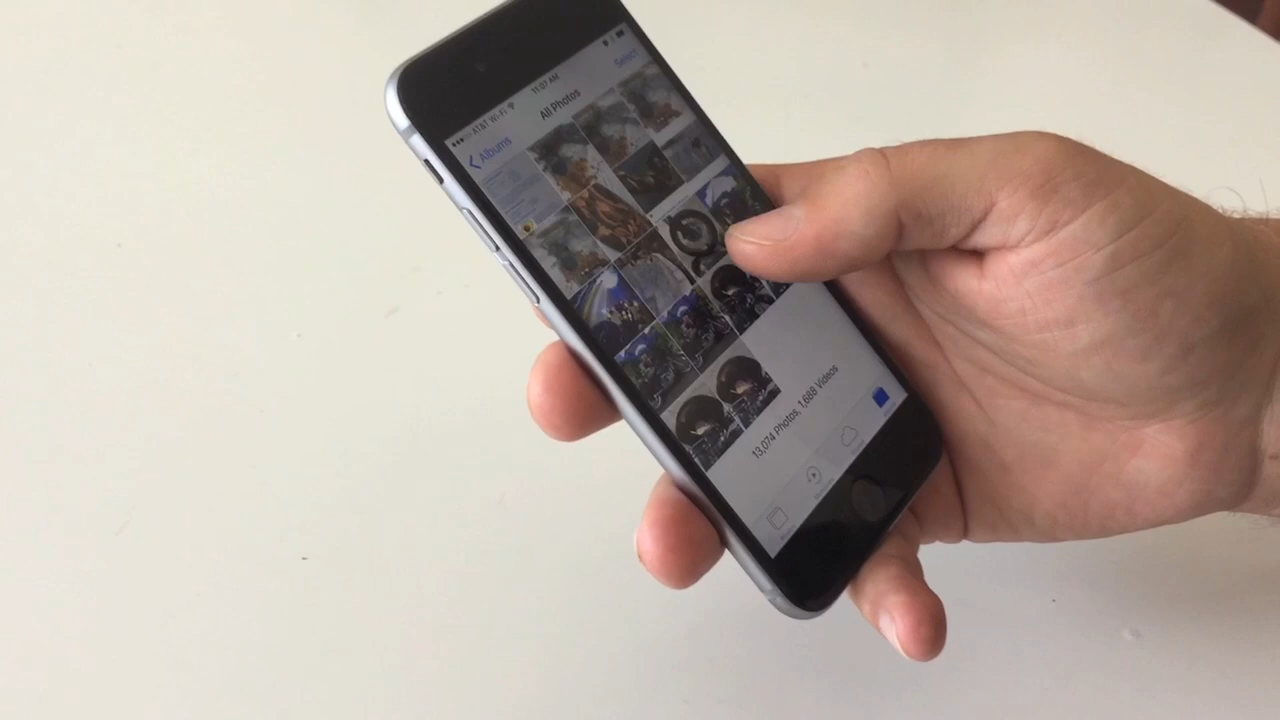 AT&T Wi-Fi 11:07 AM
Albums All Photos Select
13,074 Photos, 1,688 Videos